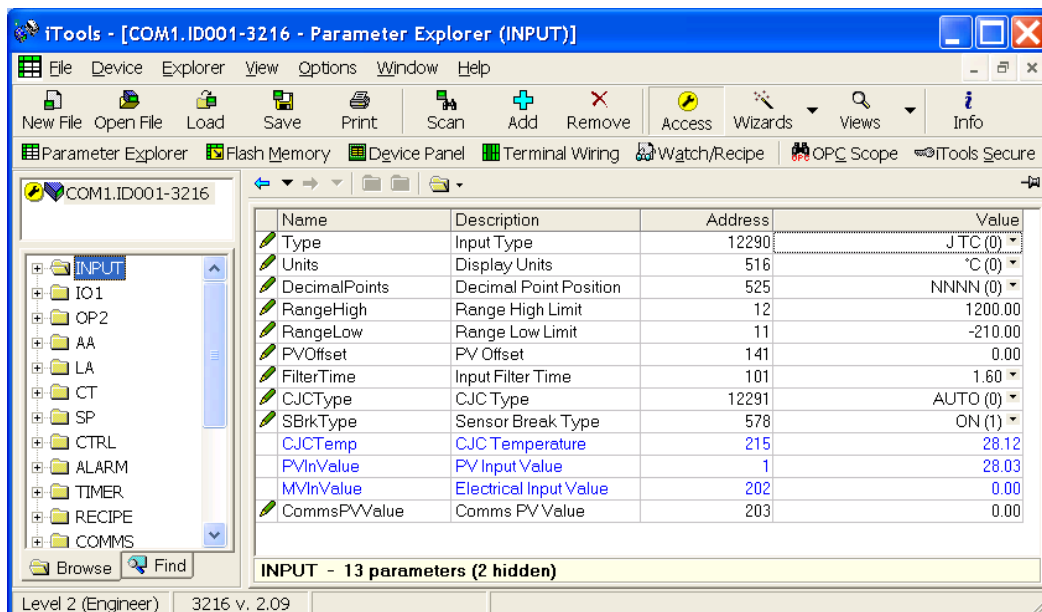 iTools - [COM1.ID001-3216 - Parameter Explorer (INPUT)]
File Device Explorer View Options Window Help
New File Open File Load Save Print Scan Add Remove Access Wizards Views Info
Parameter Explorer Flash Memory Device Panel Terminal Wiring Watch/Recipe OPC Scope iTools Secure
COM1.ID001-3216
INPUT
IO1
OP2
AA
LA
CT
SP
CTRL
ALARM
TIMER
RECIPE
COMMS
Browse Find
Name Description Address Value
Type Input Type 12290 J TC (0)
Units Display Units 516 °C (0)
DecimalPoints Decimal Point Position 525 NNNN (0)
RangeHigh Range High Limit 12 1200.00
RangeLow Range Low Limit 11 -210.00
PVOffset PV Offset 141 0.00
FilterTime Input Filter Time 101 1.60
CJCType CJC Type 12291 AUTO (0)
SBrkType Sensor Break Type 578 ON (1)
CJCTemp CJC Temperature 215 28.12
PVInValue PV Input Value 1 28.03
MVInValue Electrical Input Value 202 0.00
CommsPVValue Comms PV Value 203 0.00
INPUT - 13 parameters (2 hidden)
Level 2 (Engineer) 3216 v. 2.09